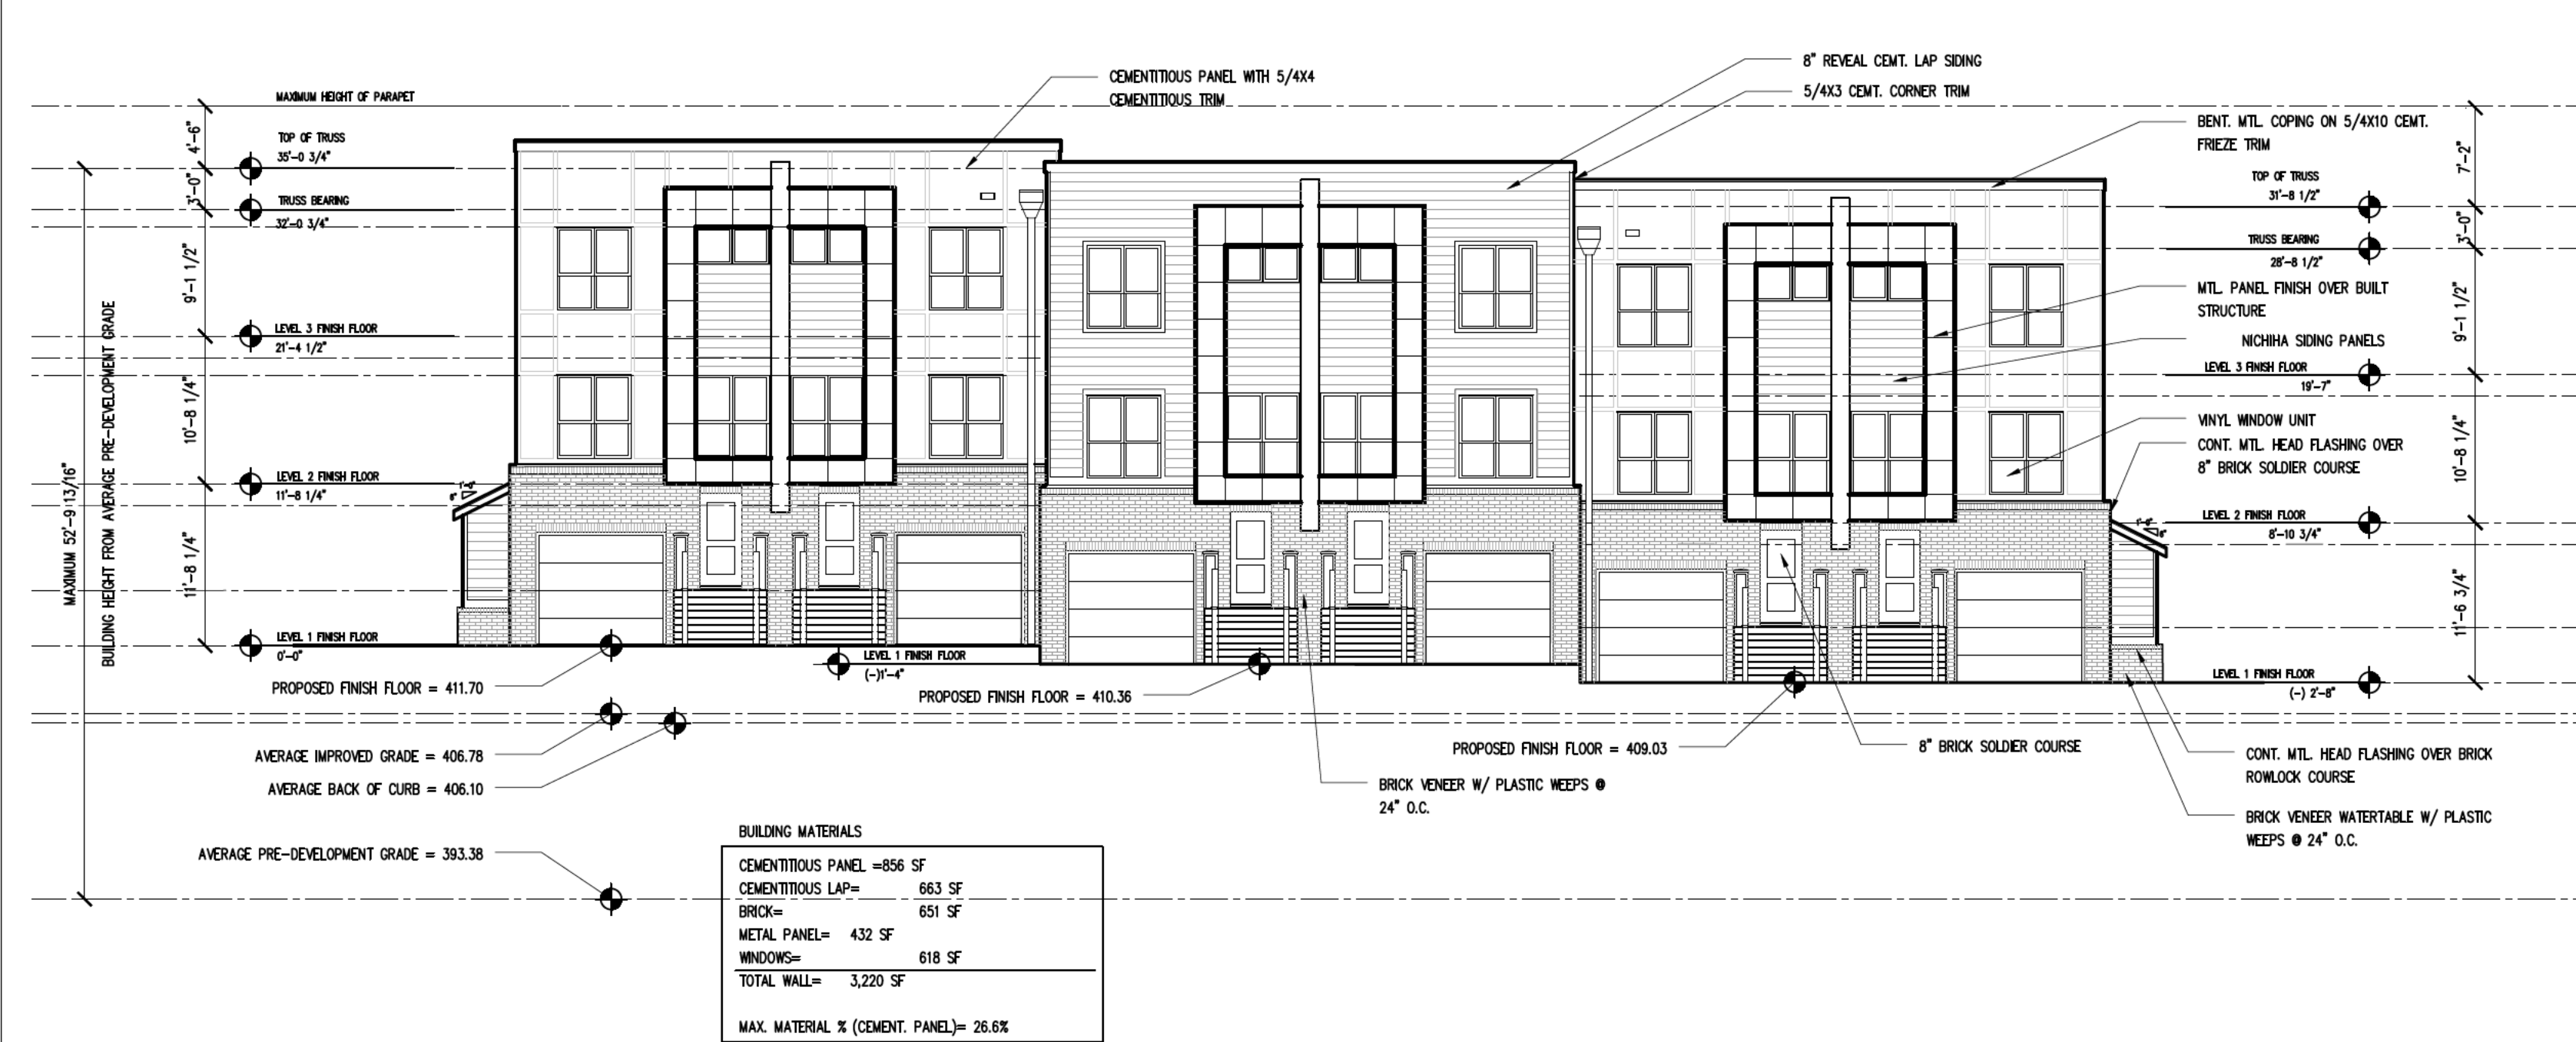 CEMENTITIOUS PANEL WITH 5/4X4
CEMENTITIOUS TRIM
8" REVEAL CEMT. LAP SIDING
5/4X3 CEMT. CORNER TRIM
BENT. MTL. COPING ON 5/4X10 CEMT.
FRIEZE TRIM
MAXIMUM HEIGHT OF PARAPET
4'-6"
TOP OF TRUSS
35'-0 3/4"
3'-0"
TRUSS BEARING
32'-0 3/4"
9'-1 1/2"
LEVEL 3 FINISH FLOOR
21'-4 1/2"
10'-8 1/4"
LEVEL 2 FINISH FLOOR
11'-8 1/4"
11'-8 1/4"
LEVEL 1 FINISH FLOOR
0'-0"
MAXIMUM 52'-9 13/16"
BUILDING HEIGHT FROM AVERAGE PRE-DEVELOPMENT GRADE
7'-2"
TOP OF TRUSS
31'-8 1/2"
3'-0"
TRUSS BEARING
28'-8 1/2"
MTL. PANEL FINISH OVER BUILT
STRUCTURE
9'-1 1/2"
NICHIHA SIDING PANELS
LEVEL 3 FINISH FLOOR
19'-7"
VINYL WINDOW UNIT
CONT. MTL. HEAD FLASHING OVER
8" BRICK SOLDIER COURSE
10'-8 1/4"
LEVEL 2 FINISH FLOOR
8'-10 3/4"
11'-6 3/4"
LEVEL 1 FINISH FLOOR
(-) 2'-8"
LEVEL 1 FINISH FLOOR
(-)1'-4"
PROPOSED FINISH FLOOR = 411.70
PROPOSED FINISH FLOOR = 410.36
PROPOSED FINISH FLOOR = 409.03
8" BRICK SOLDIER COURSE
AVERAGE IMPROVED GRADE = 406.78
AVERAGE BACK OF CURB = 406.10
BRICK VENEER W/ PLASTIC WEEPS @
24" O.C.
CONT. MTL. HEAD FLASHING OVER BRICK
ROWLOCK COURSE
BRICK VENEER WATERTABLE W/ PLASTIC
WEEPS @ 24" O.C.
AVERAGE PRE-DEVELOPMENT GRADE = 393.38
BUILDING MATERIALS
CEMENTITIOUS PANEL =856 SF
CEMENTITIOUS LAP= 663 SF
BRICK= 651 SF
METAL PANEL= 432 SF
WINDOWS= 618 SF
TOTAL WALL= 3,220 SF
MAX. MATERIAL % (CEMENT. PANEL)= 26.6%